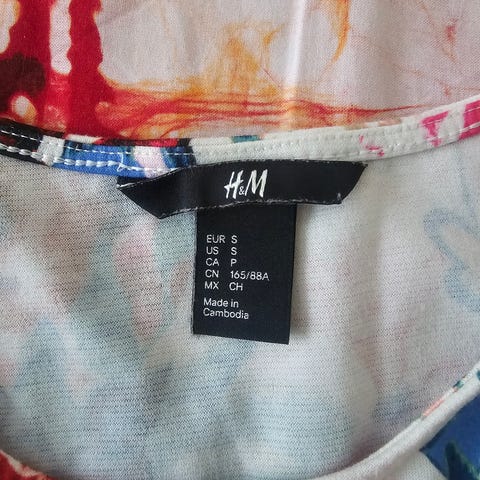 H&M
EUR S
US S
CA P
CN 165/88A
MX CH
Made in
Cambodia